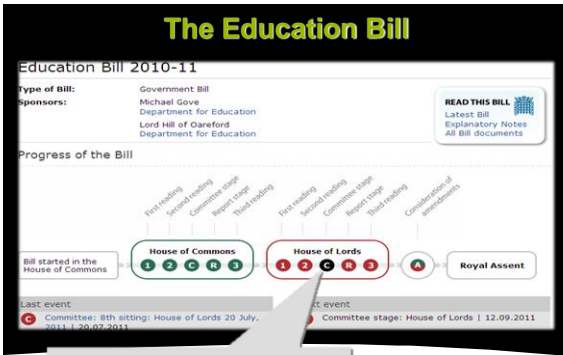 The Education Bill
Education Bill 2010-11
Type of Bill: Government Bill
Sponsors: Michael Gove
Department for Education
Lord Hill of Oareford
Department for Education
READ THIS BILL
Latest Bill
Explanatory Notes
All Bill documents
Progress of the Bill
First reading Second reading Committee stage Report stage Third reading First reading Second reading Committee stage Report stage Third reading Consideration of amendments
Bill started in the
House of Commons
House of Commons
1 2 C R 3
House of Lords
1 2 C R 3
A
Royal Assent
Last event
C Committee: 8th sitting: House of Lords 20 July,
2011 | 20.07.2011
event
Committee stage: House of Lords | 12.09.2011